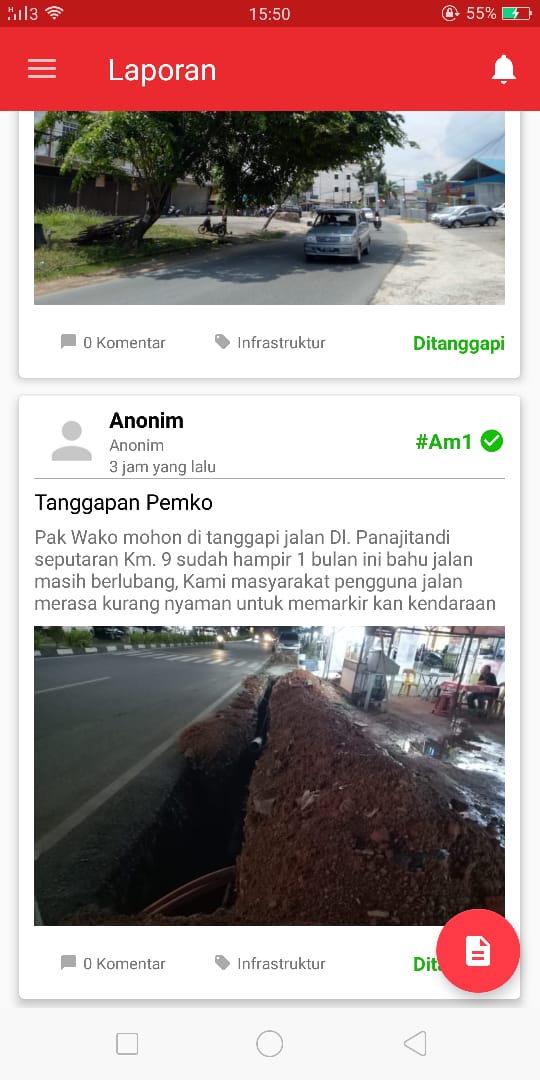 H 3
15:50
55%
Laporan
0 Komentar
Infrastruktur
Ditanggapi
Anonim
Anonim
#Am1
3 jam yang lalu
Tanggapan Pemko
Pak Wako mohon di tanggapi jalan Dl. Panajitandi
seputaran Km. 9 sudah hampir 1 bulan ini bahu jalan
masih berlubang, Kami masyarakat pengguna jalan
merasa kurang nyaman untuk memarkir kan kendaraan
0 Komentar
Infrastruktur